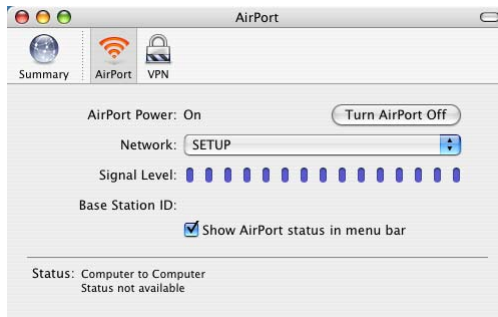 AirPort
Summary
AirPort
VPN
AirPort Power: On
Turn AirPort Off
Network: SETUP
Signal Level:
Base Station ID:
Show AirPort status in menu bar
Status: Computer to Computer
Status not available